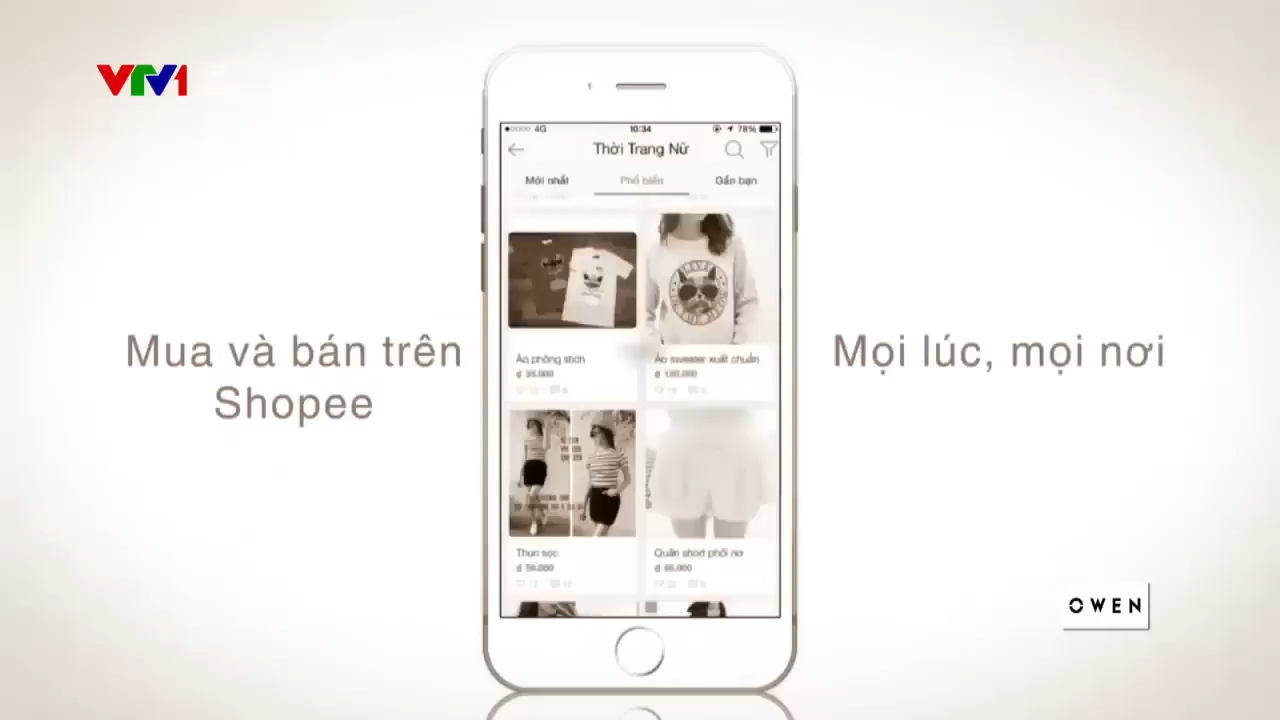 VTV1
4G
10:34
78%
Thời Trang Nữ
Mới nhất
Phổ biến
Gần bạn
Mua và bán trên
Shopee
Mọi lúc, mọi nơi
Áo phông stich
Áo sweater xuất chuẩn
Thun sọc
Quần short phối nơ
OWEN